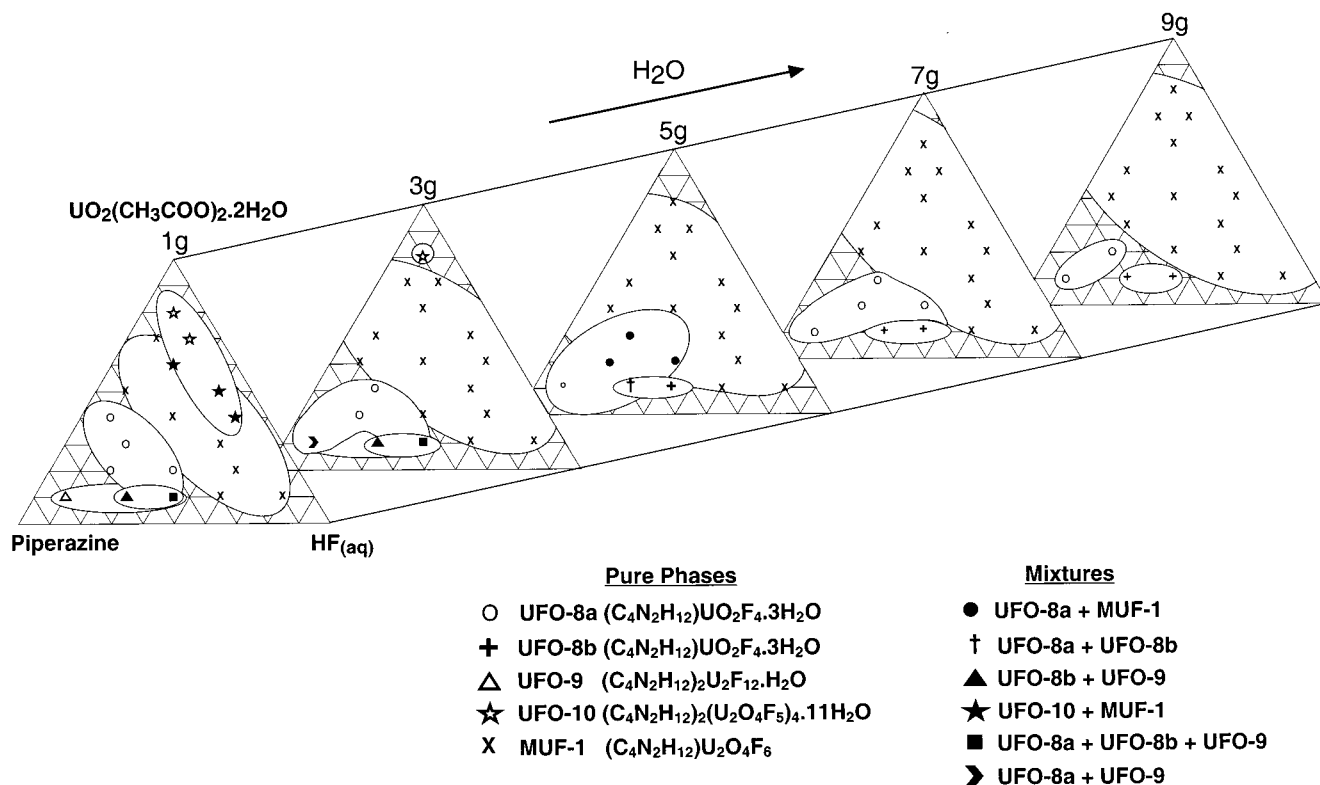 9g
H₂O
7g
5g
3g
UO₂(CH₃COO)₂.2H₂O
1g
Piperazine
HF(aq)
Pure Phases
UFO-8a (C₄N₂H₁₂)UO₂F₄.3H₂O
UFO-8b (C₄N₂H₁₂)UO₂F₄.3H₂O
UFO-9 (C₄N₂H₁₂)₂U₂F₁₂.H₂O
UFO-10 (C₄N₂H₁₂)₂(U₂O₄F₅)₄.11H₂O
MUF-1 (C₄N₂H₁₂)U₂O₄F₆
Mixtures
UFO-8a + MUF-1
UFO-8a + UFO-8b
UFO-8b + UFO-9
UFO-10 + MUF-1
UFO-8a + UFO-8b + UFO-9
UFO-8a + UFO-9